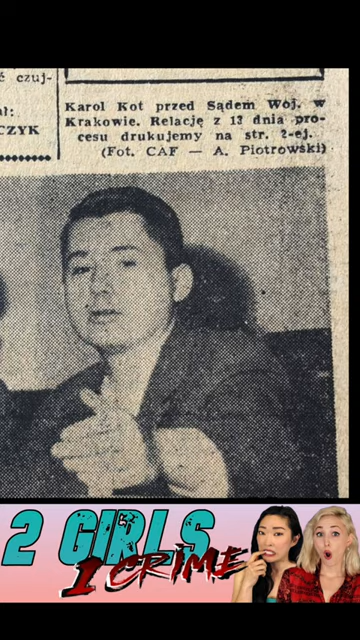 ć czuj-
ał:
CZYK
Karol Kot przed Sądem Woj. w
Krakowie. Relację z 13 dnia pro-
cesu drukujemy na str. 2-ej.
(Fot. CAF — A. Piotrowski)
2 GIRLS
1 CRIME